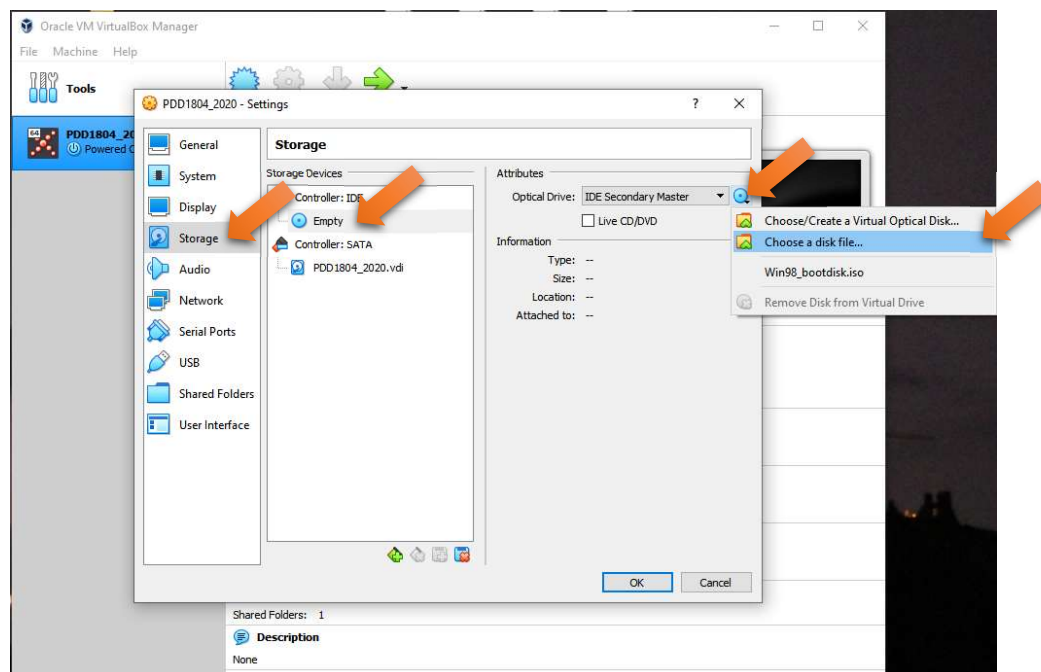 Oracle VM VirtualBox Manager
File Machine Help
Tools
PDD1804_2020 - Settings
? 
64
PDD1804_20
Powered
General
System
Display
Storage
Audio
Network
Serial Ports
USB
Shared Folders
User Interface
Storage
Storage Devices
Controller: IDE
Empty
Controller: SATA
PDD1804_2020.vdi
Attributes
Optical Drive: IDE Secondary Master
Live CD/DVD
Information
Type: --
Size: --
Location: --
Attached to: --
Choose/Create a Virtual Optical Disk...
Choose a disk file...
Win98_bootdisk.iso
Remove Disk from Virtual Drive
OK Cancel
Shared Folders: 1
Description
None